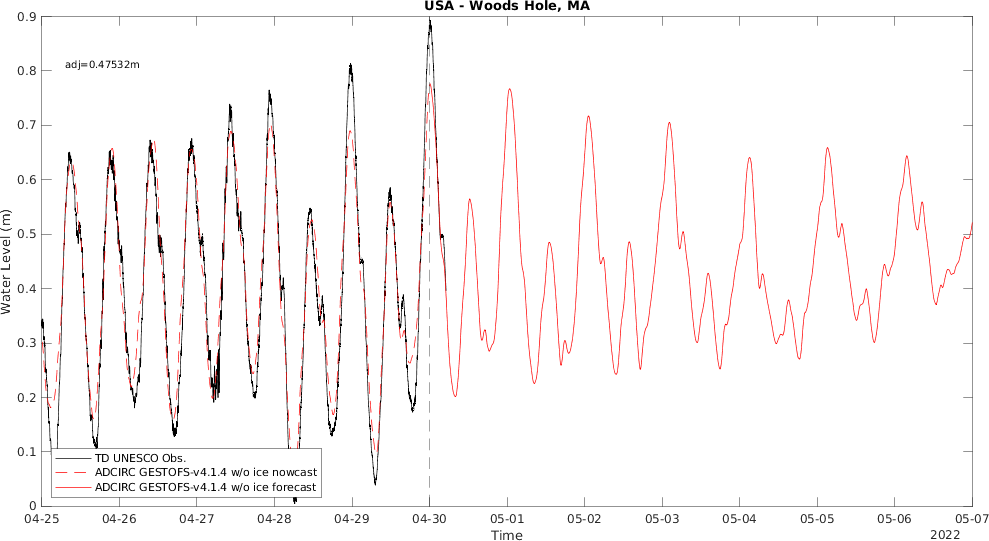 USA - Woods Hole, MA
adj=0.47532m
Water Level (m)
0.9
0.8
0.7
0.6
0.5
0.4
0.3
0.2
0.1
0
TD UNESCO Obs.
ADCIRC GESTOFS-v4.1.4 w/o ice nowcast
ADCIRC GESTOFS-v4.1.4 w/o ice forecast
04-25 04-26 04-27 04-28 04-29 04-30 05-01 05-02 05-03 05-04 05-05 05-06 05-07
Time
2022